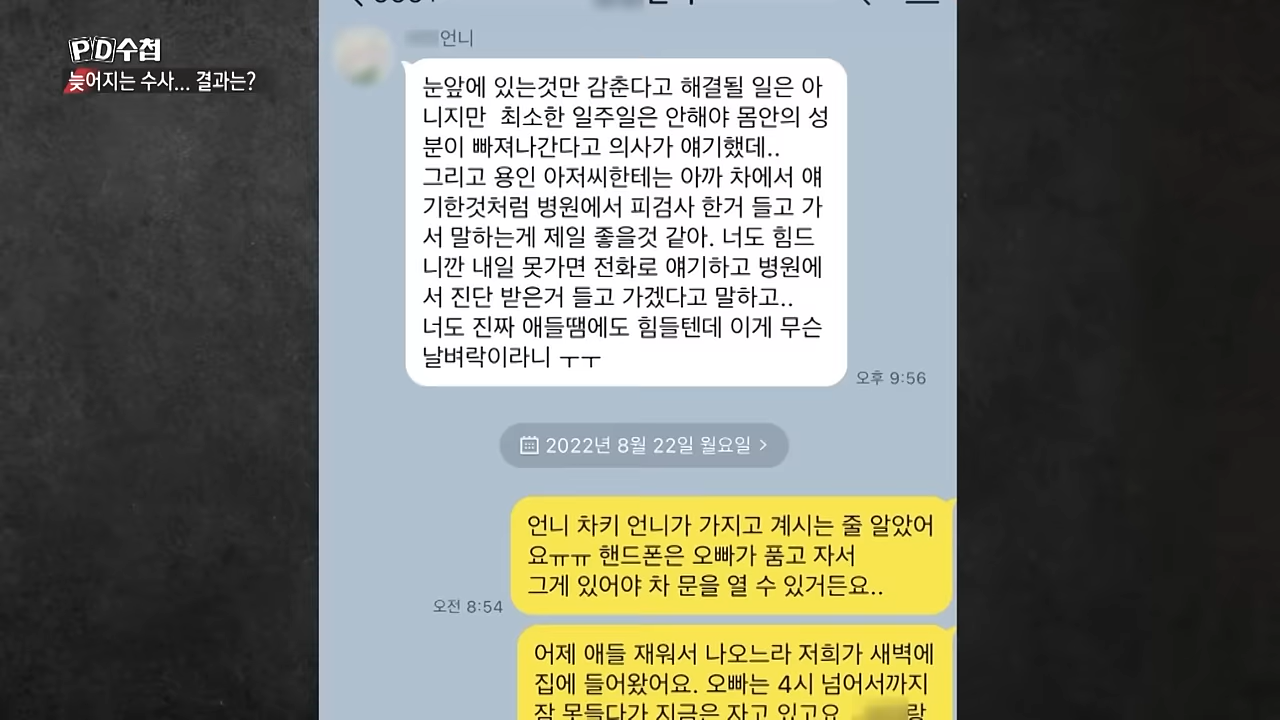 PD수첩
늦어지는 수사... 결과는?
언니
눈앞에 있는것만 감춘다고 해결될 일은 아
니지만  최소한 일주일은 안해야 몸안의 성
분이 빠져나간다고 의사가 얘기했데..
그리고 용인 아저씨한테는 아까 차에서 얘
기한것처럼 병원에서 피검사 한거 들고 가
서 말하는게 제일 좋을것 같아. 너도 힘드
니깐 내일 못가면 전화로 얘기하고 병원에
서 진단 받은거 들고 가겠다고 말하고..
너도 진짜 애들땜에도 힘들텐데 이게 무슨
날벼락이라니 ㅜㅜ
오후 9:56
2022년 8월 22일 월요일 >
언니 차키 언니가 가지고 계시는 줄 알았어
요ㅠㅠ 핸드폰은 오빠가 품고 자서
그게 있어야 차 문을 열 수 있거든요..
오전 8:54
어제 애들 재워서 나오느라 저희가 새벽에
집에 들어왔어요. 오빠는 4시 넘어서까지
잠 못들다가 지금은 자고 있고요 랑